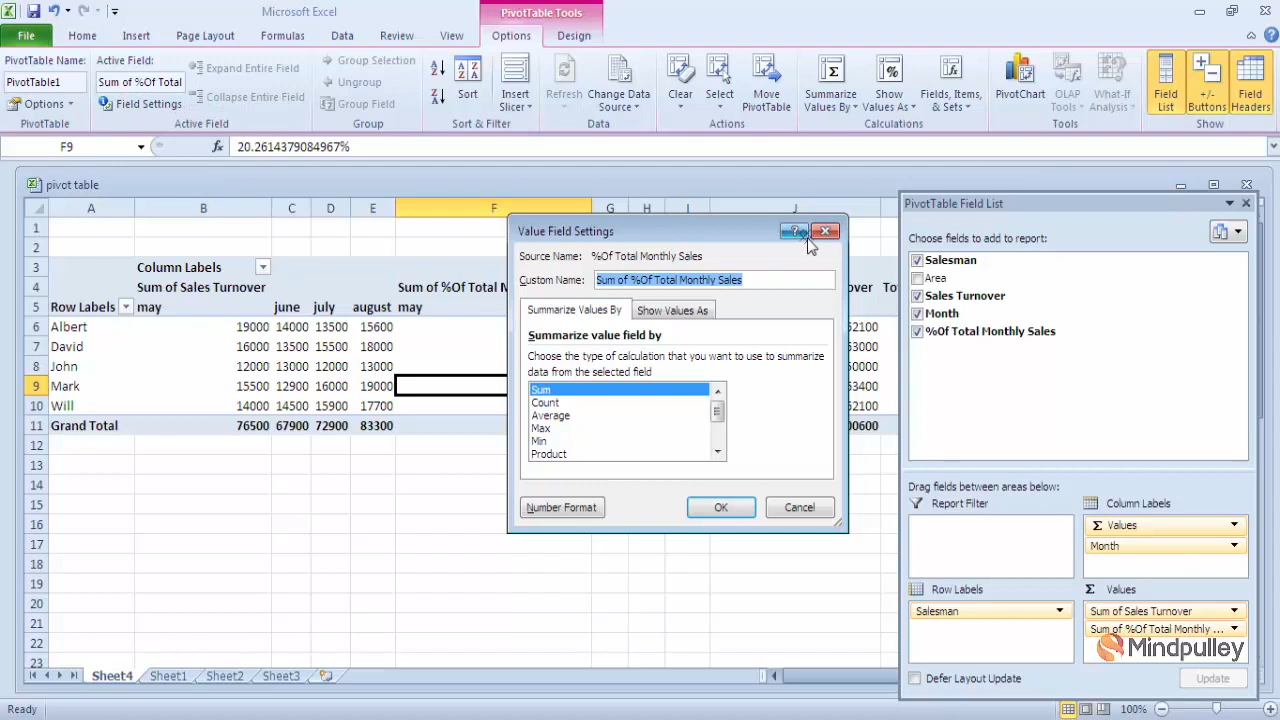 Microsoft Excel
PivotTable Tools
File Home Insert Page Layout Formulas Data Review View Options Design
PivotTable Name:
PivotTable1
Options
PivotTable
Active Field:
Sum of %Of Total
Field Settings
Expand Entire Field
Collapse Entire Field
Active Field
Group Selection
Ungroup
Group Field
Group
Sort
Insert Slicer
Sort & Filter
Refresh
Change Data Source
Data
Clear
Select
Move PivotTable
Actions
Summarize Values By
Show Values As
Fields, Items, & Sets
Calculations
PivotChart
OLAP Tools
What-If Analysis
Tools
Field List
+/- Buttons
Field Headers
Show
F9 fx 20.2614379084967%
pivot table
A B C D E F G H I J
1
2
3 Column Labels
4 Sum of Sales Turnover Sum of %Of Total M
5 Row Labels may june july august may
6 Albert 19000 14000 13500 15600
7 David 16000 13500 15500 18000
8 John 12000 13000 12000 13000
9 Mark 15500 12900 16000 19000
10 Will 14000 14500 15900 17700
11 Grand Total 76500 67900 72900 83300
12
13
14
15
16
17
18
19
20
21
22
23
Value Field Settings
Source Name: %Of Total Monthly Sales
Custom Name: Sum of %Of Total Monthly Sales
Summarize Values By Show Values As
Summarize value field by
Choose the type of calculation that you want to use to summarize
data from the selected field
Sum
Count
Average
Max
Min
Product
Number Format OK Cancel
52100
53000
50000
53400
52100
00600
PivotTable Field List
Choose fields to add to report:
Salesman
Area
Sales Turnover
Month
%Of Total Monthly Sales
Drag fields between areas below:
Report Filter Column Labels
Σ Values
Month
Row Labels Σ Values
Salesman Sum of Sales Turnover
Sum of %Of Total Monthly ...
Mindpulley
Defer Layout Update Update
Sheet4 Sheet1 Sheet2 Sheet3
Ready 100%